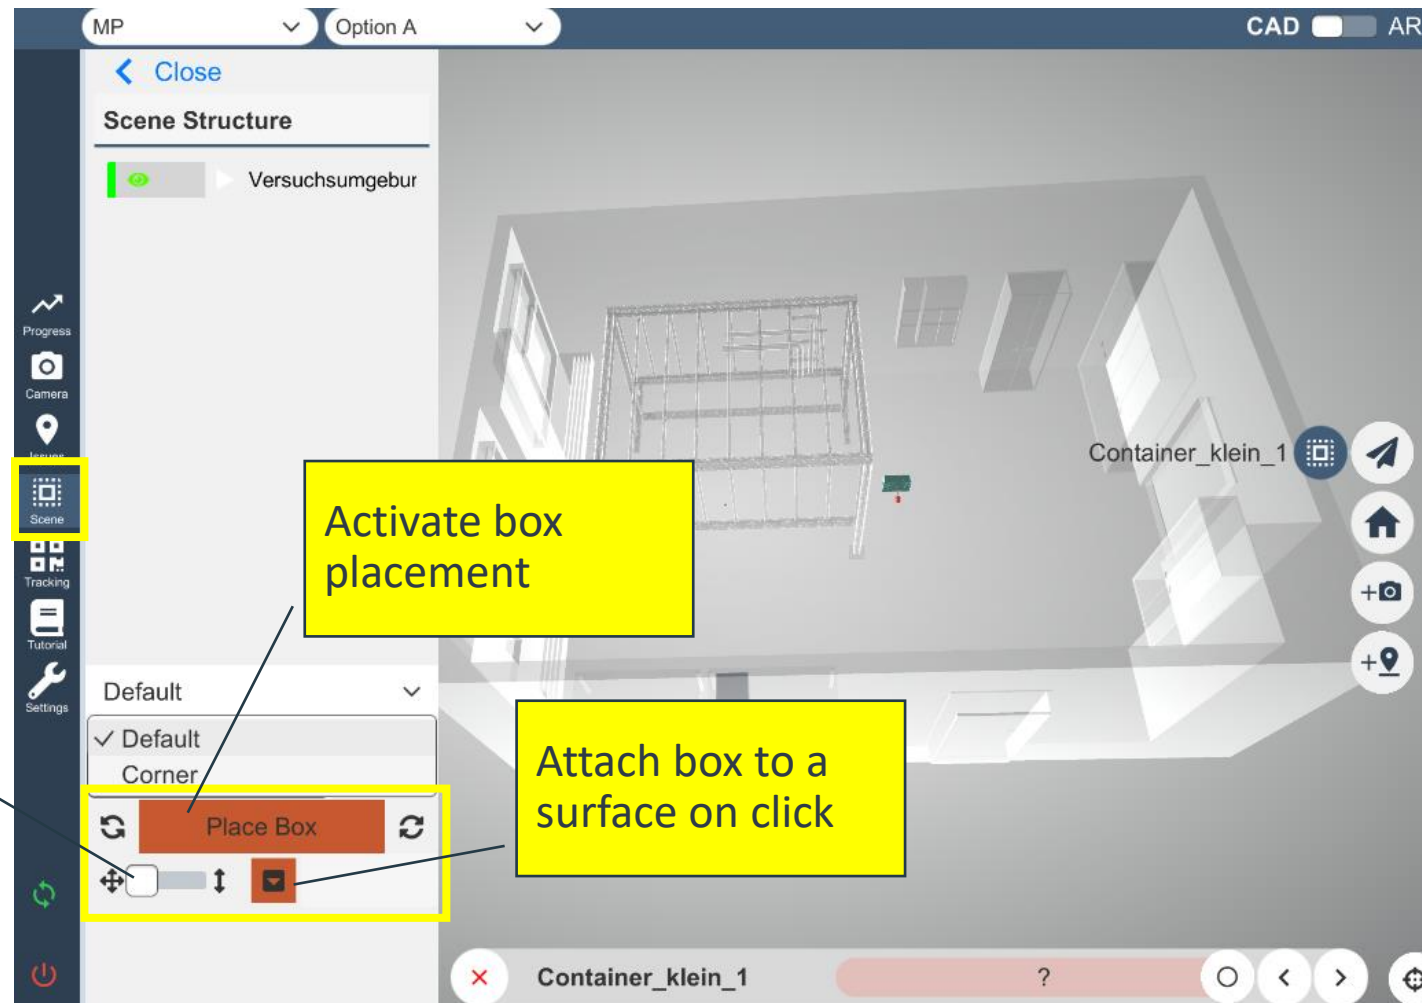 MP
Option A
CAD
AR
Close
Scene Structure
Versuchsumgebur
Progress
Camera
Issues
Scene
Tracking
Tutorial
Settings
Activate box
placement
Container_klein_1
Default
Default
Corner
Place Box
Attach box to a
surface on click
Container_klein_1
?